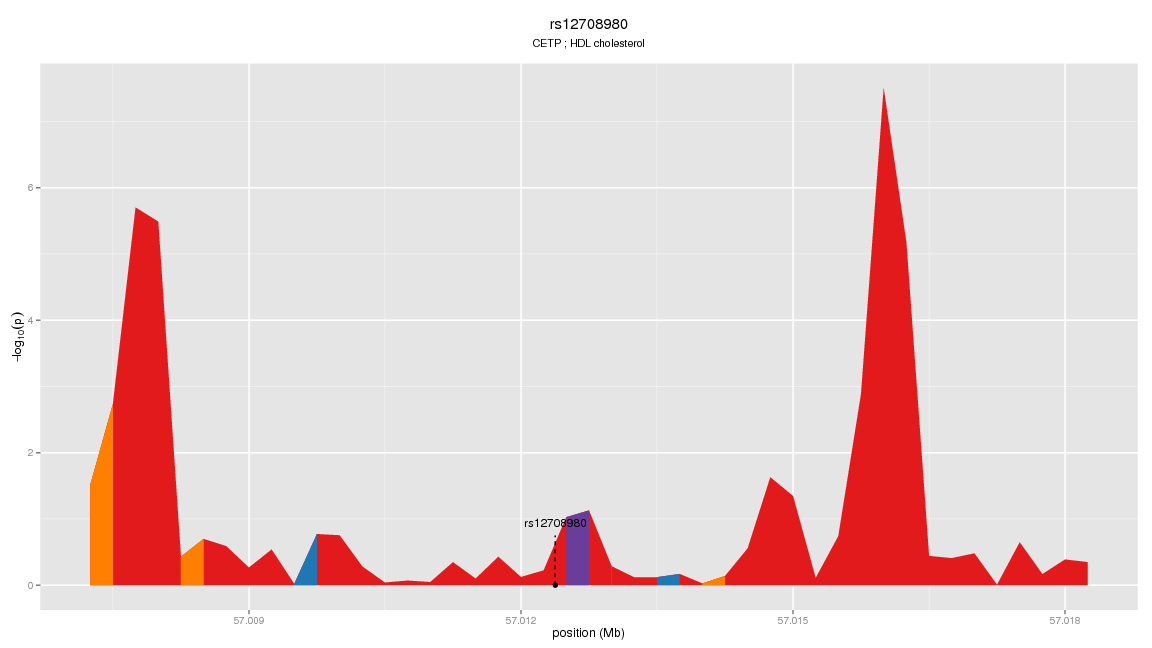 rs12708980
CETP ; HDL cholesterol
−log10(p)
6
4
2
0
rs12708980
57.009
57.012
57.015
57.018
position (Mb)